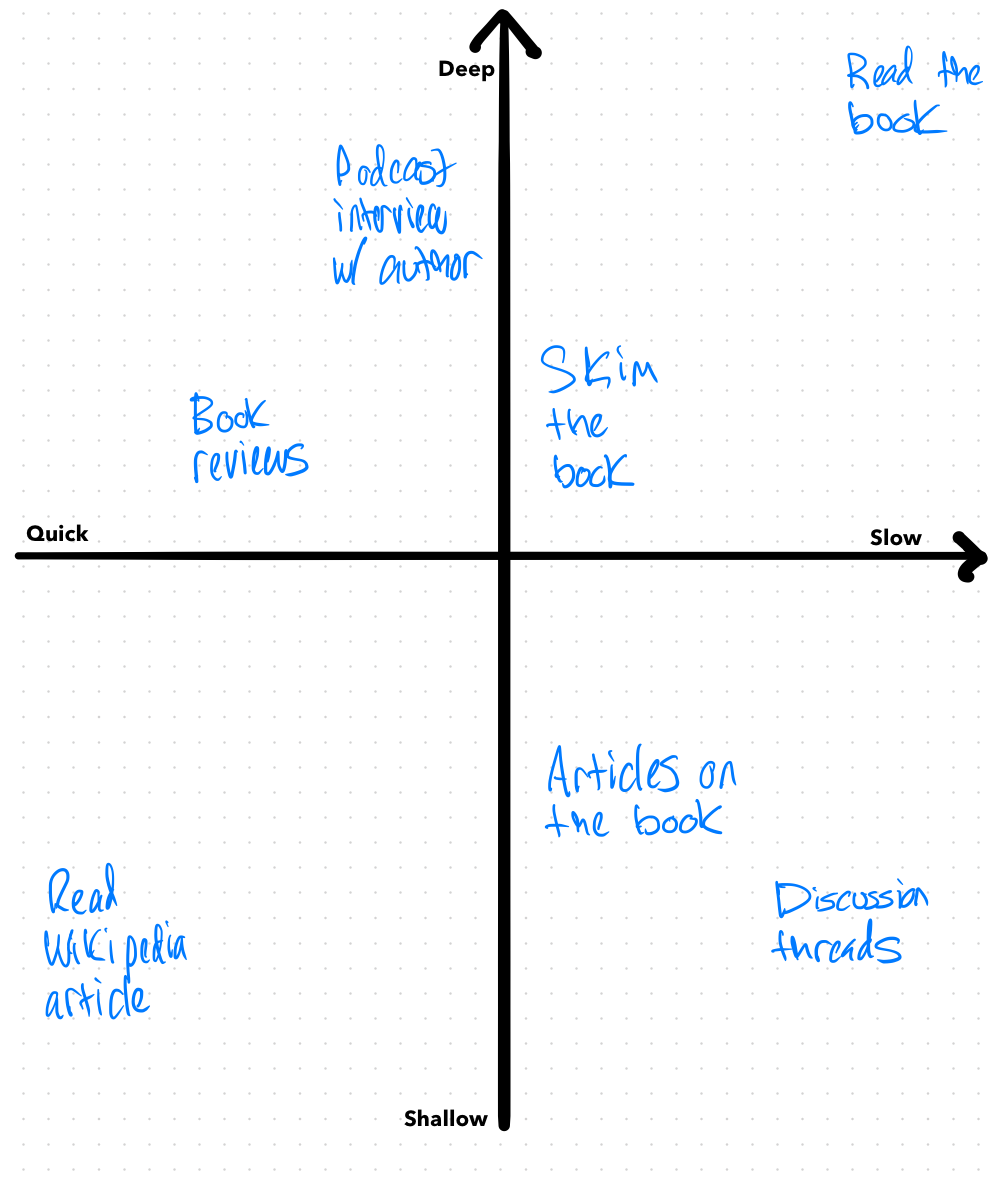 Deep
Read the
book
Podcast
interview
w/ author
Skim
the
book
Book
reviews
Quick
Slow
Articles on
the book
Read
Wikipedia
article
Discussion
threads
Shallow